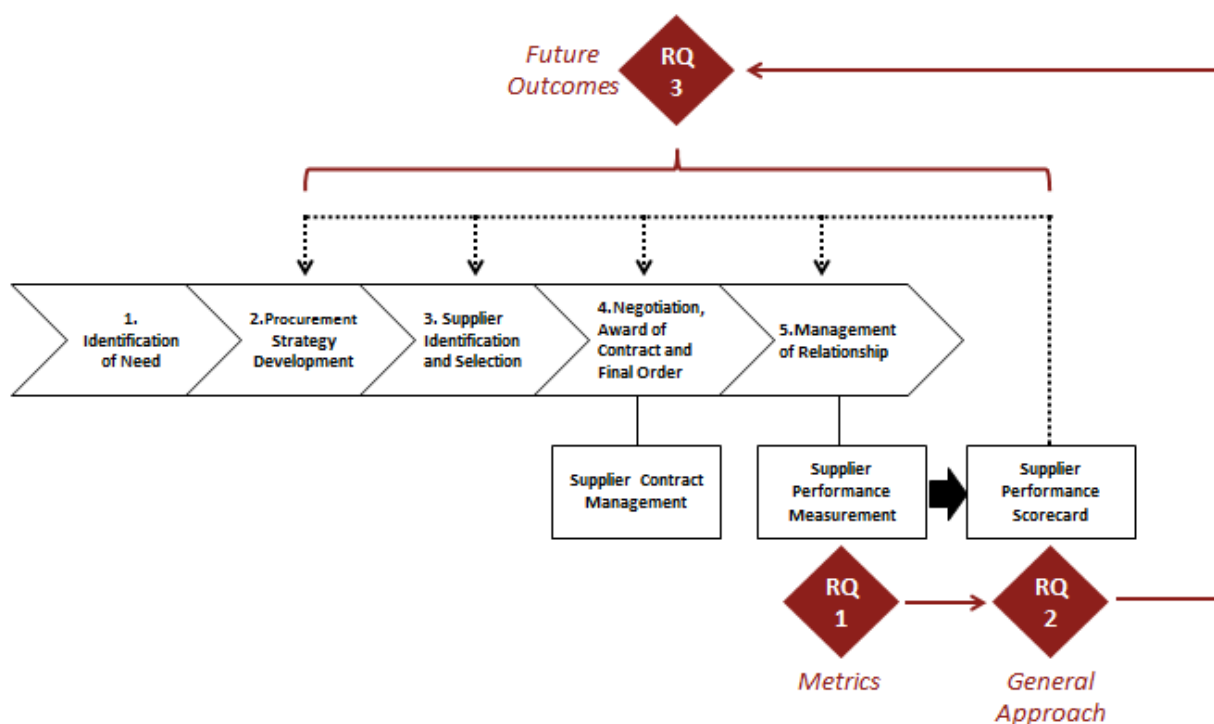 Future
Outcomes
RQ
3
1.
Identification
of Need
2.Procurement
Strategy
Development
3. Supplier
Identification
and Selection
4.Negotiation,
Award of
Contract and
Final Order
5.Management
of Relationship
Supplier Contract
Management
Supplier
Performance
Measurement
Supplier
Performance
Scorecard
RQ
1
RQ
2
Metrics
General
Approach